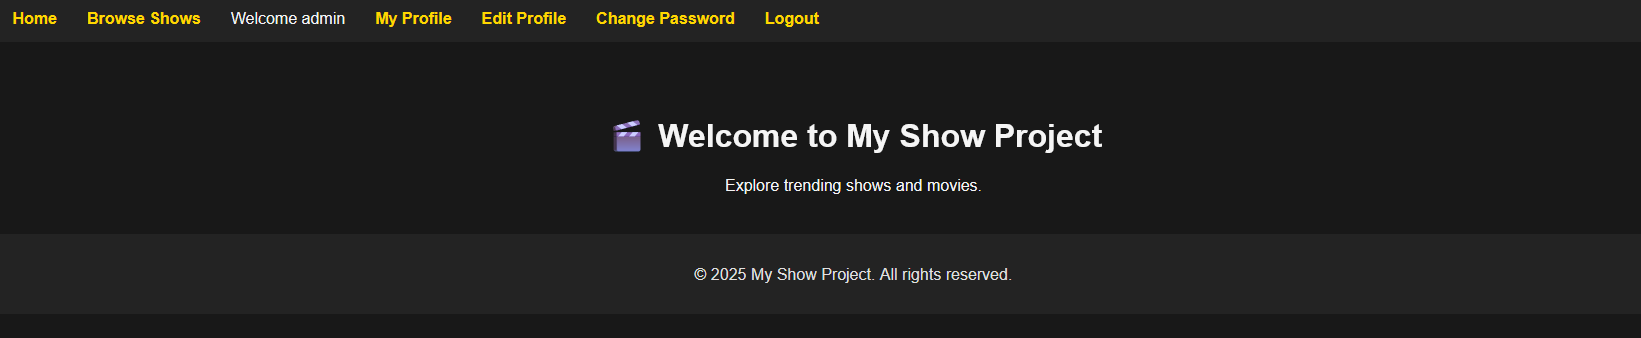 Home Browse Shows Welcome admin My Profile Edit Profile Change Password Logout
Welcome to My Show Project
Explore trending shows and movies.
© 2025 My Show Project. All rights reserved.